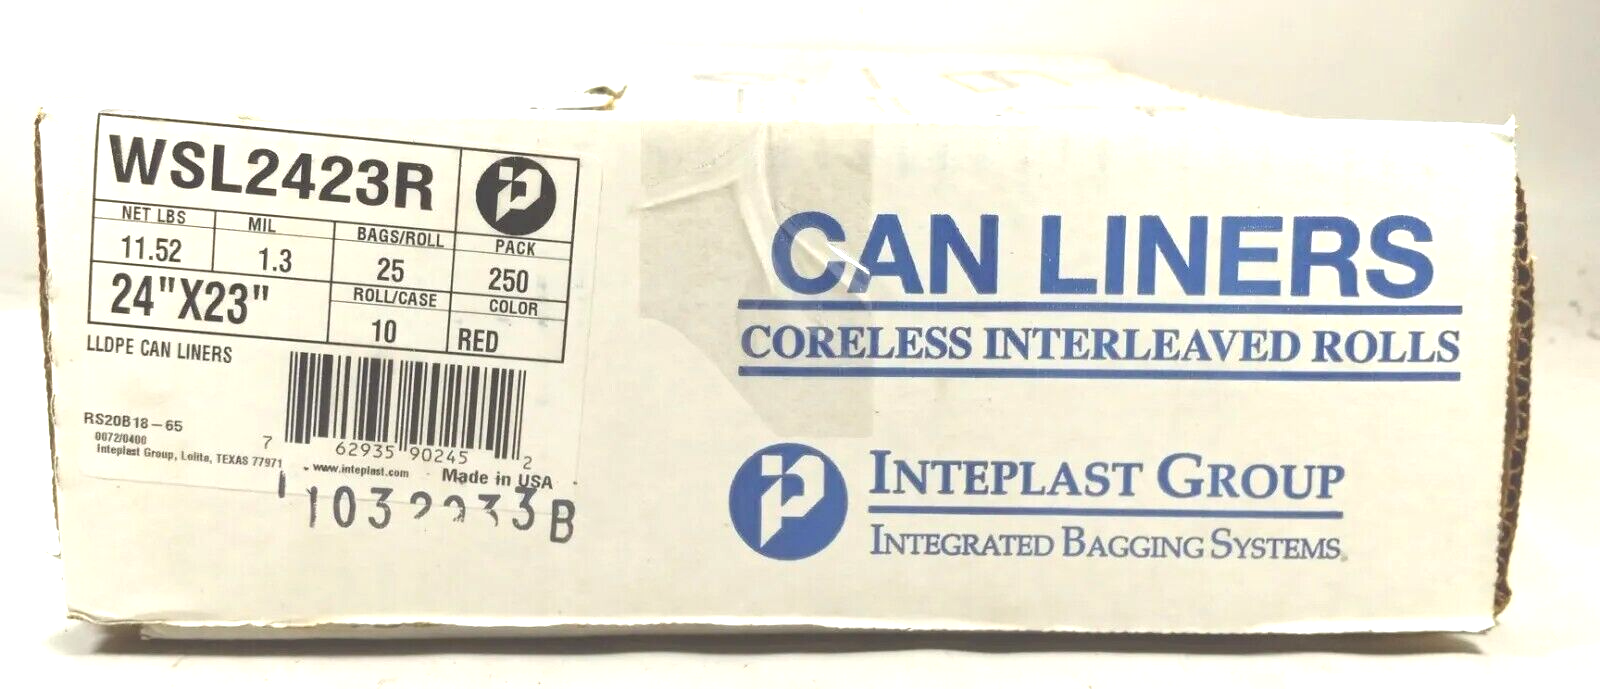 WSL2423R
NET LBS
11.52
MIL
1.3
BAGS/ROLL
25
PACK
250
24"X23"
ROLL/CASE
10
COLOR
RED
LLDPE CAN LINERS
RS20B18-65
0072/0400
Inteplast Group, Lolita, TEXAS 77971
7 62935 90245 2
www.inteplast.com
Made in USA
CAN LINERS
CORELESS INTERLEAVED ROLLS
INTEPLAST GROUP
INTEGRATED BAGGING SYSTEMS